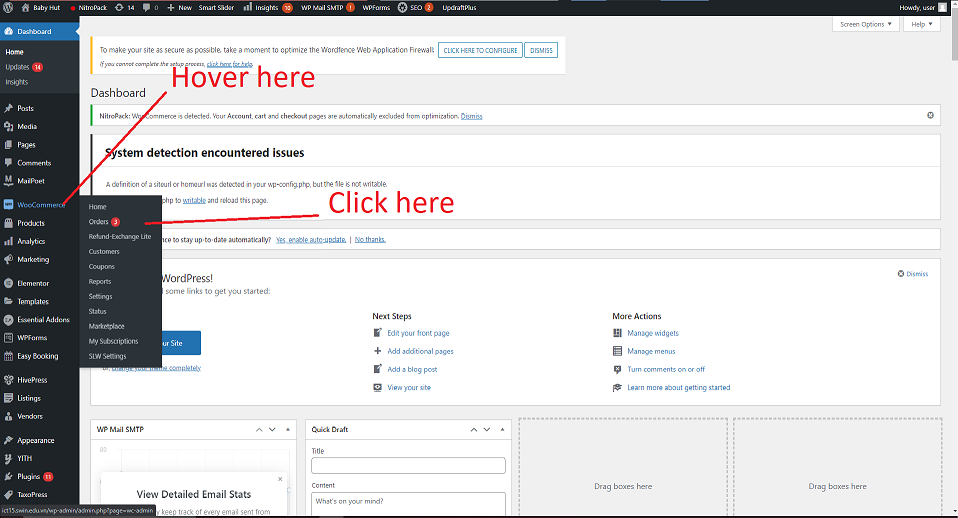 Baby Hut NitroPack 14 0 New Smart Slider Insights 10 WP Mail SMTP 1 WPForms SEO 2 UpdraftPlus Howdy, user
Dashboard
Screen Options ▼ Help ▼
Home
Updates 14
Insights
To make your site as secure as possible, take a moment to optimize the Wordfence Web Application Firewall: CLICK HERE TO CONFIGURE DISMISS
If you cannot complete the setup process, click here for help.
Hover here
Dashboard
Posts
Media
Pages
Comments
MailPoet
WooCommerce
Products
Analytics
Marketing
Elementor
Templates
Essential Addons
WPForms
Easy Booking
HivePress
Listings
Vendors
Appearance
YITH
Plugins 11
TaxoPress
NitroPack: WooCommerce is detected. Your Account, cart and checkout pages are automatically excluded from optimization. Dismiss
System detection encountered issues
A definition of a siteurl or homeurl was detected in your wp-config.php, but the file is not writable.
php to writable and reload this page.
Click here
Home
Orders 3
Refund-Exchange Lite
Customers
Coupons
Reports
Settings
Status
Marketplace
My Subscriptions
SLW Settings
to stay up-to-date automatically? Yes, enable auto-update. | No thanks.
WordPress!
some links to get you started:
Dismiss
Site
or, change your theme completely
Next Steps
Edit your front page
Add additional pages
Add a blog post
View your site
More Actions
Manage widgets
Manage menus
Turn comments on or off
Learn more about getting started
WP Mail SMTP
80
60
View Detailed Email Stats
keep track of every email sent from
Quick Draft
Title
Content
What's on your mind?
Drag boxes here
Drag boxes here
ict15.swin.edu.vn/wp-admin/admin.php?page=wc-admin